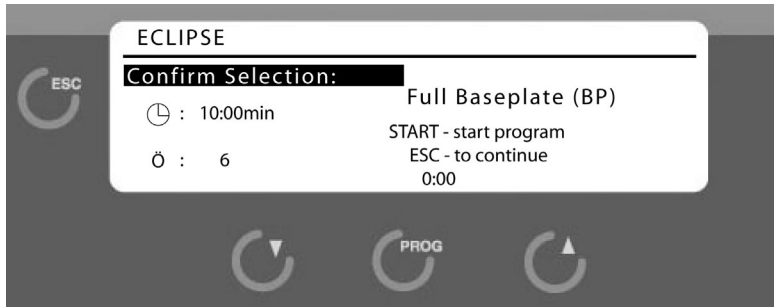 ECLIPSE
Confirm Selection:
: 10:00min
Ö : 6
Full Baseplate (BP)
START - start program
ESC - to continue
0:00
ESC
PROG